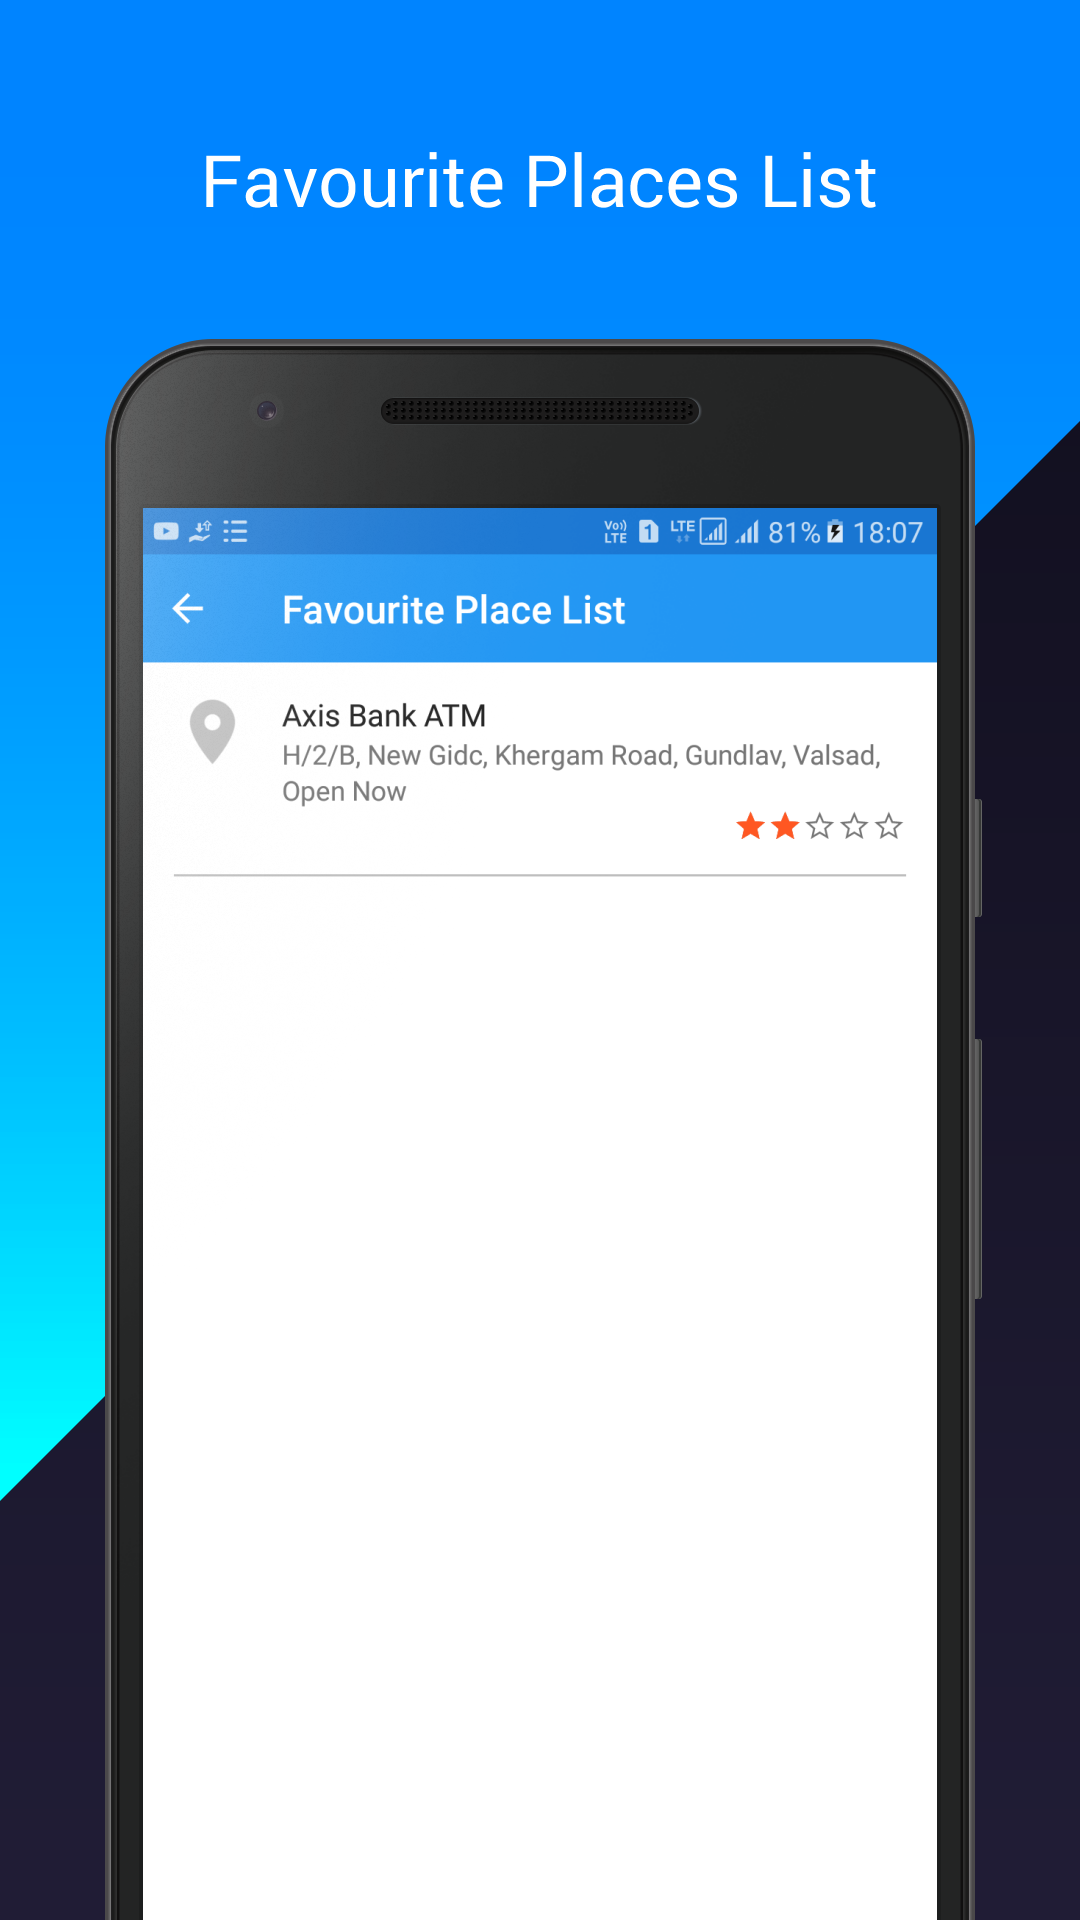 Favourite Places List
Vo)) LTE 1 LTE 81% 18:07
Favourite Place List
Axis Bank ATM
H/2/B, New Gidc, Khergam Road, Gundlav, Valsad,
Open Now